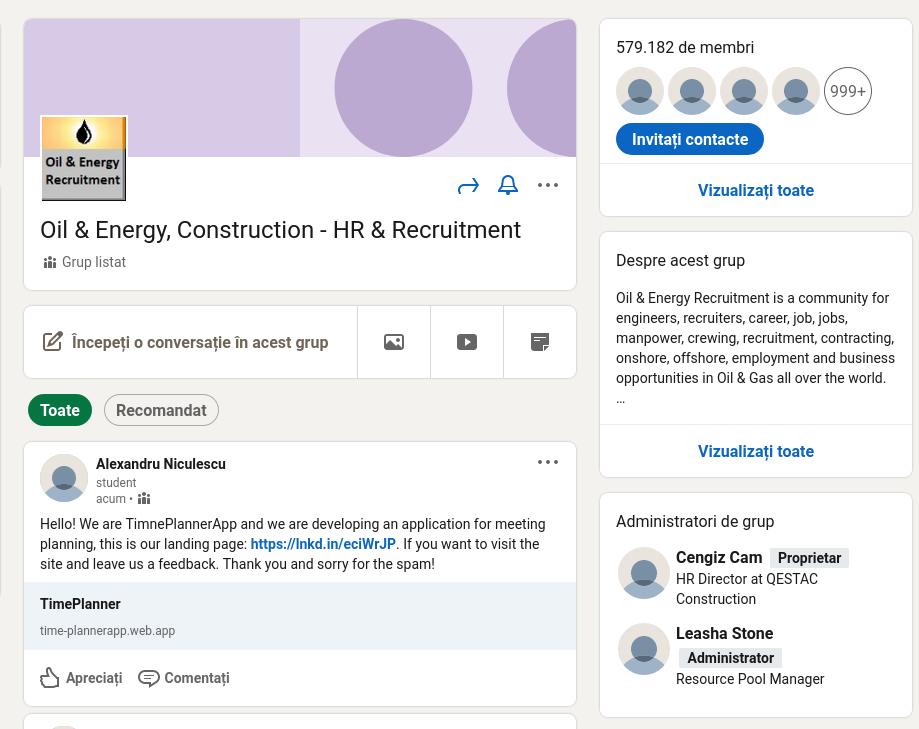 Oil & Energy
Recruitment
Oil & Energy, Construction - HR & Recruitment
Grup listat
Începeți o conversație în acest grup
Toate
Recomandat
Alexandru Niculescu
student
acum •
Hello! We are TimnePlannerApp and we are developing an application for meeting
planning, this is our landing page: https://lnkd.in/eciWrJP. If you want to visit the
site and leave us a feedback. Thank you and sorry for the spam!
TimePlanner
time-plannerapp.web.app
Apreciați
Comentați
579.182 de membri
999+
Invitați contacte
Vizualizați toate
Despre acest grup
Oil & Energy Recruitment is a community for
engineers, recruiters, career, job, jobs,
manpower, crewing, recruitment, contracting,
onshore, offshore, employment and business
opportunities in Oil & Gas all over the world.
...
Vizualizați toate
Administratori de grup
Cengiz Cam Proprietar
HR Director at QESTAC
Construction
Leasha Stone
Administrator
Resource Pool Manager